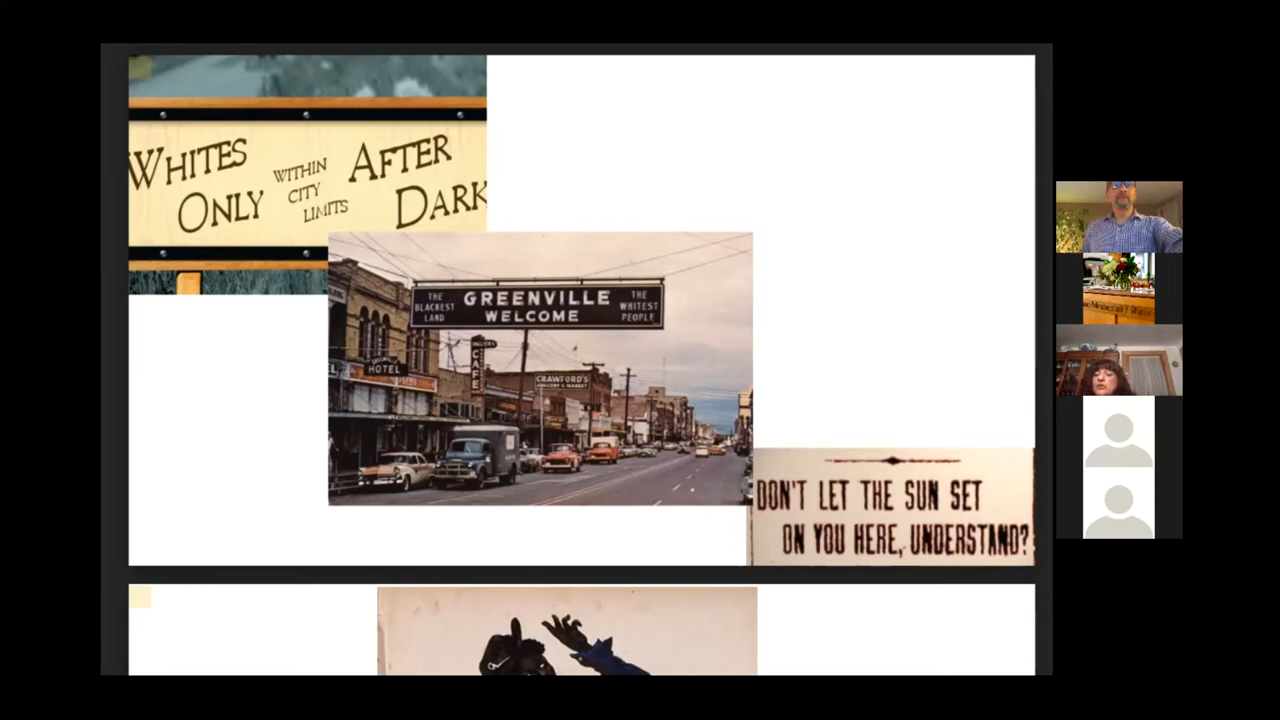 WHITES
ONLY
WITHIN
CITY
LIMITS
AFTER
DARK
THE
BLACKEST
LAND
GREENVILLE
WELCOME
THE
WHITEST
PEOPLE
HOTEL
CAFE
CRAWFORD'S
DON'T LET THE SUN SET
ON YOU HERE, UNDERSTAND?